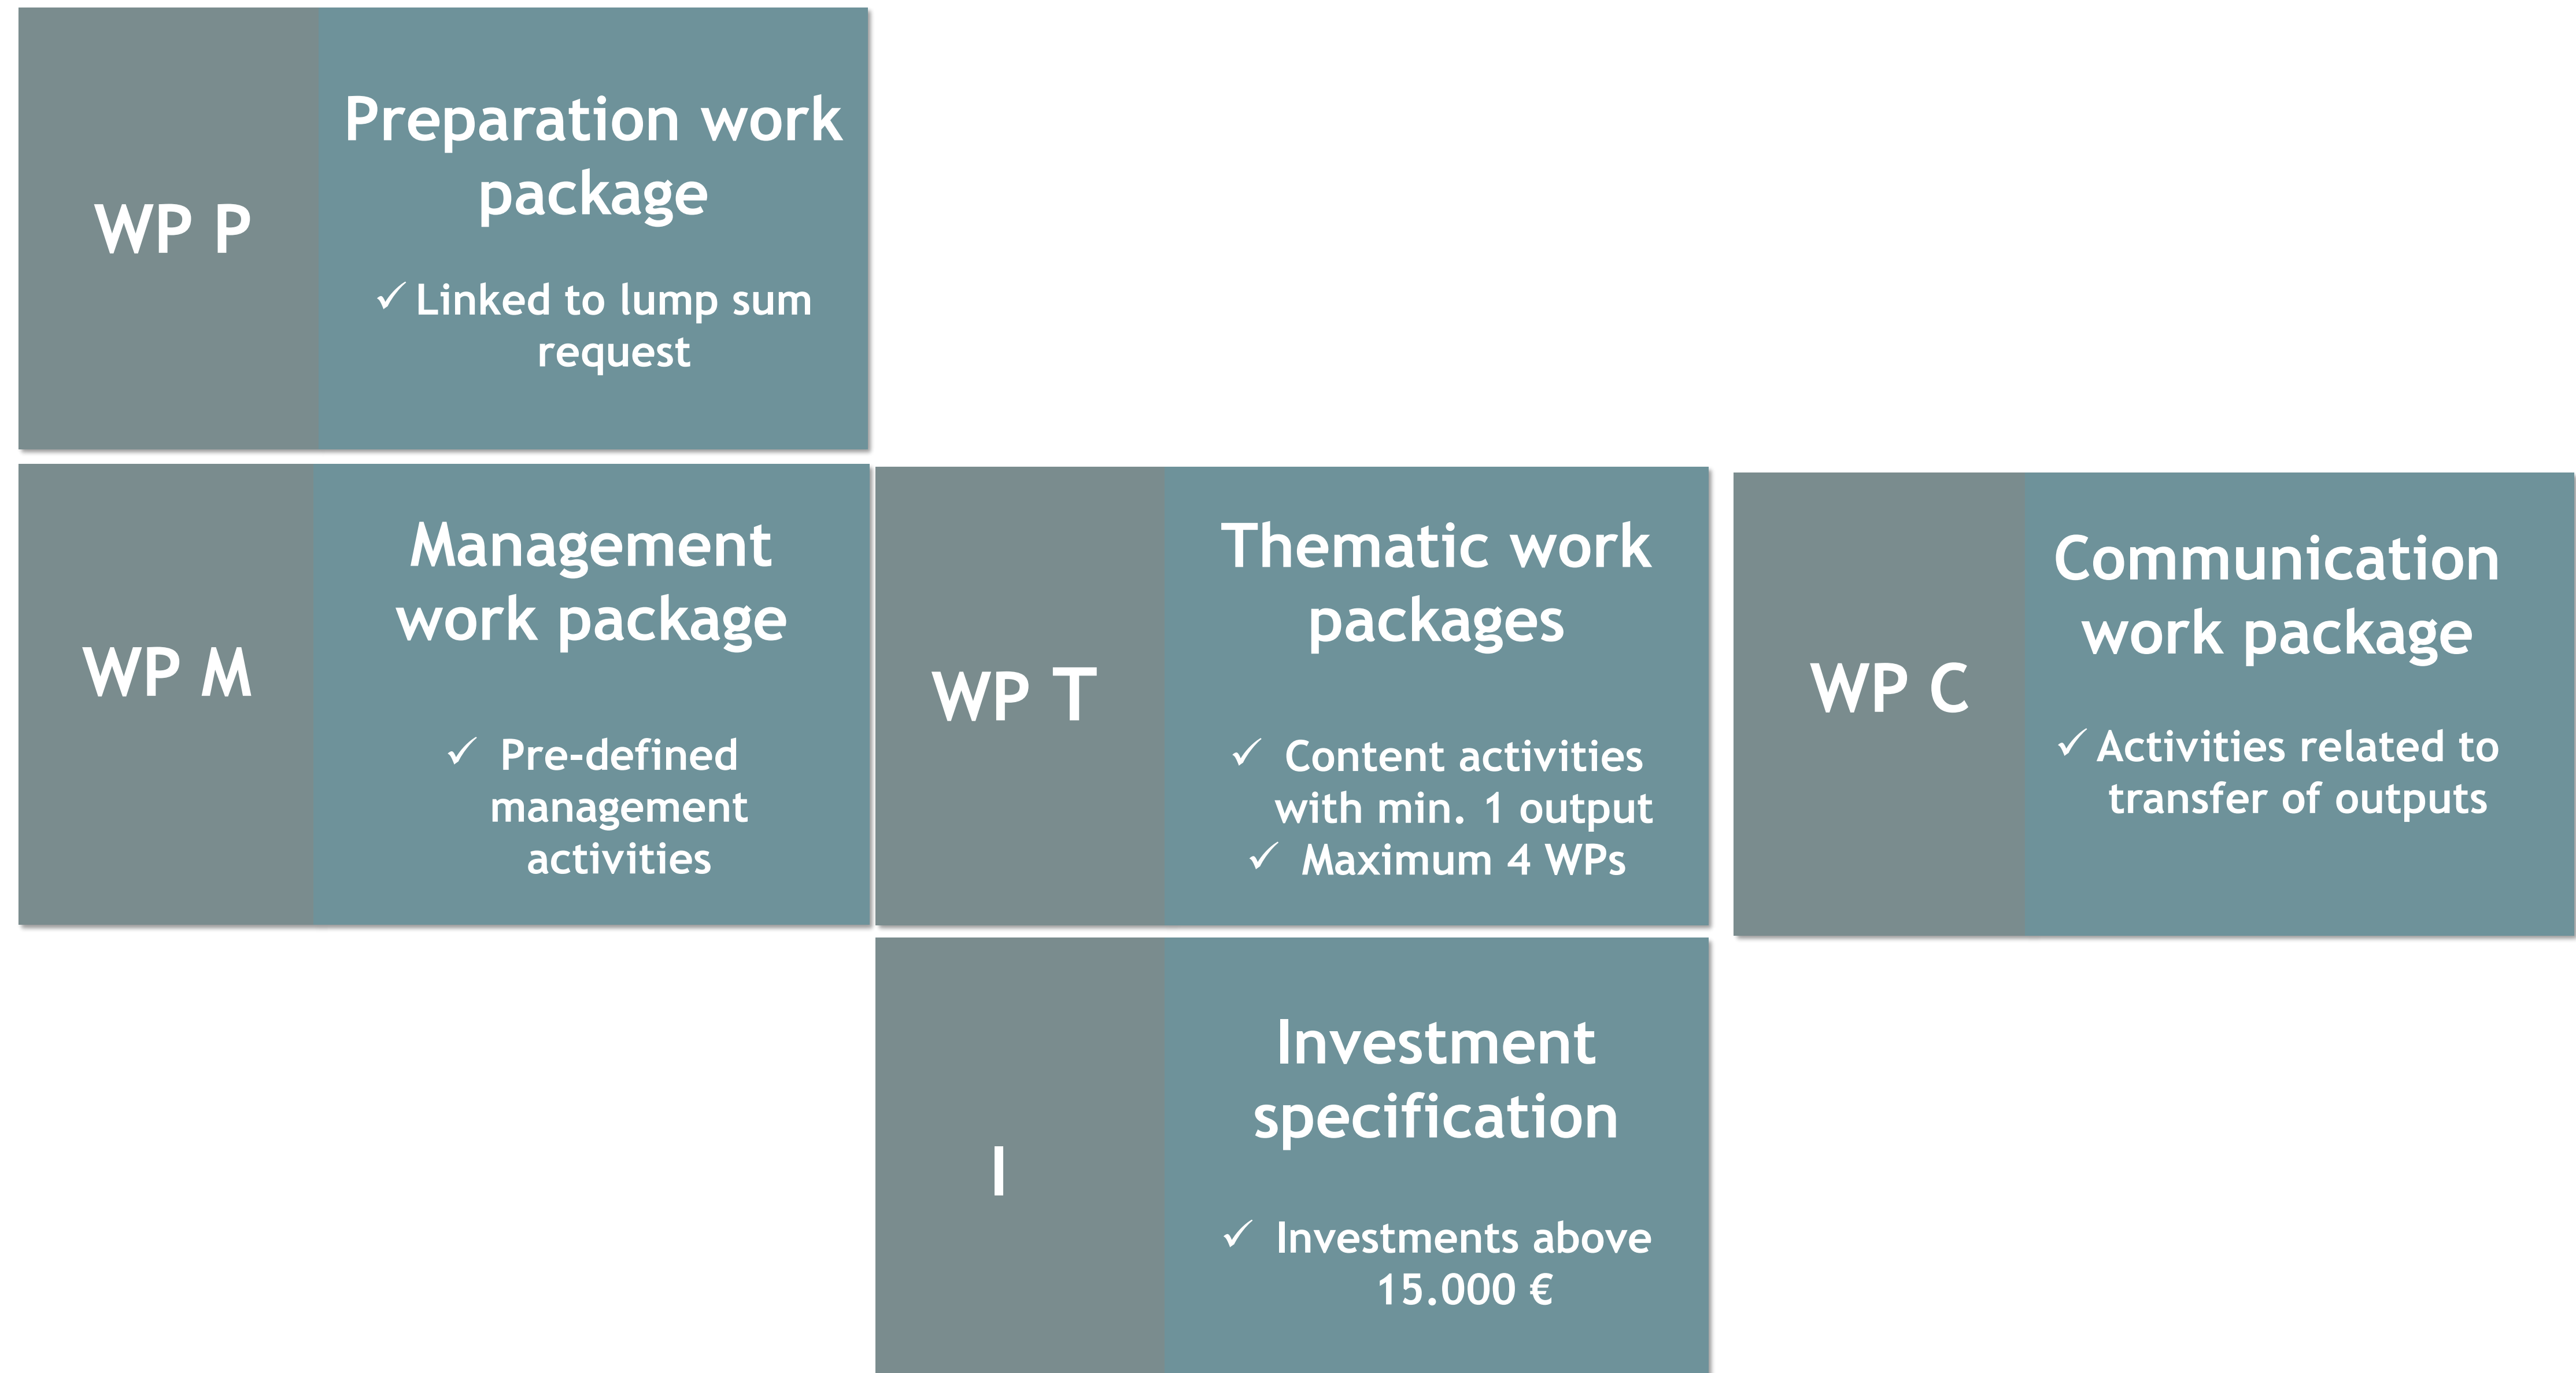 WP P
Preparation work
package
✓ Linked to lump sum
request
WP M
Management
work package
✓ Pre-defined
management
activities
WP T
Thematic work
packages
✓ Content activities
with min. 1 output
✓ Maximum 4 WPs
WP C
Communication
work package
✓ Activities related to
transfer of outputs
I
Investment
specification
✓ Investments above
15.000 €